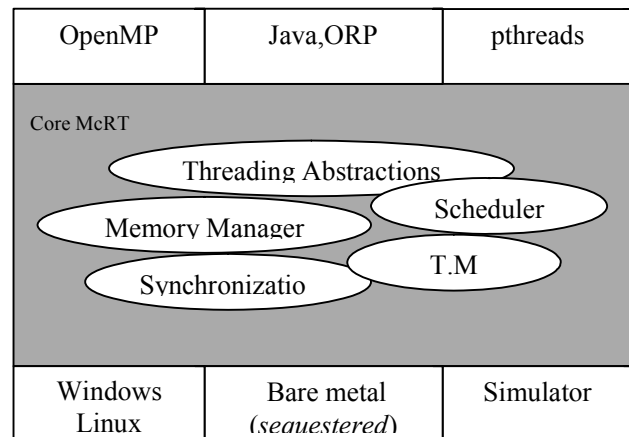 OpenMP
Java,ORP
pthreads
Core McRT
Threading Abstractions
Scheduler
Memory Manager
T.M
Synchronizatio
Windows
Linux
Bare metal
(sequestered)
Simulator